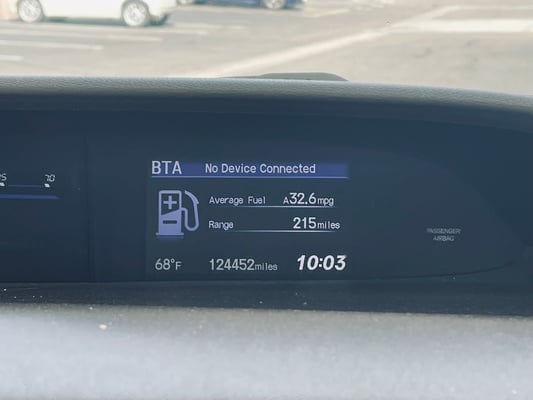 BTA No Device Connected
Average Fuel A32.6mpg
Range 215miles
68°F 124452miles 10:03
70
PASSENGER
AIRBAG